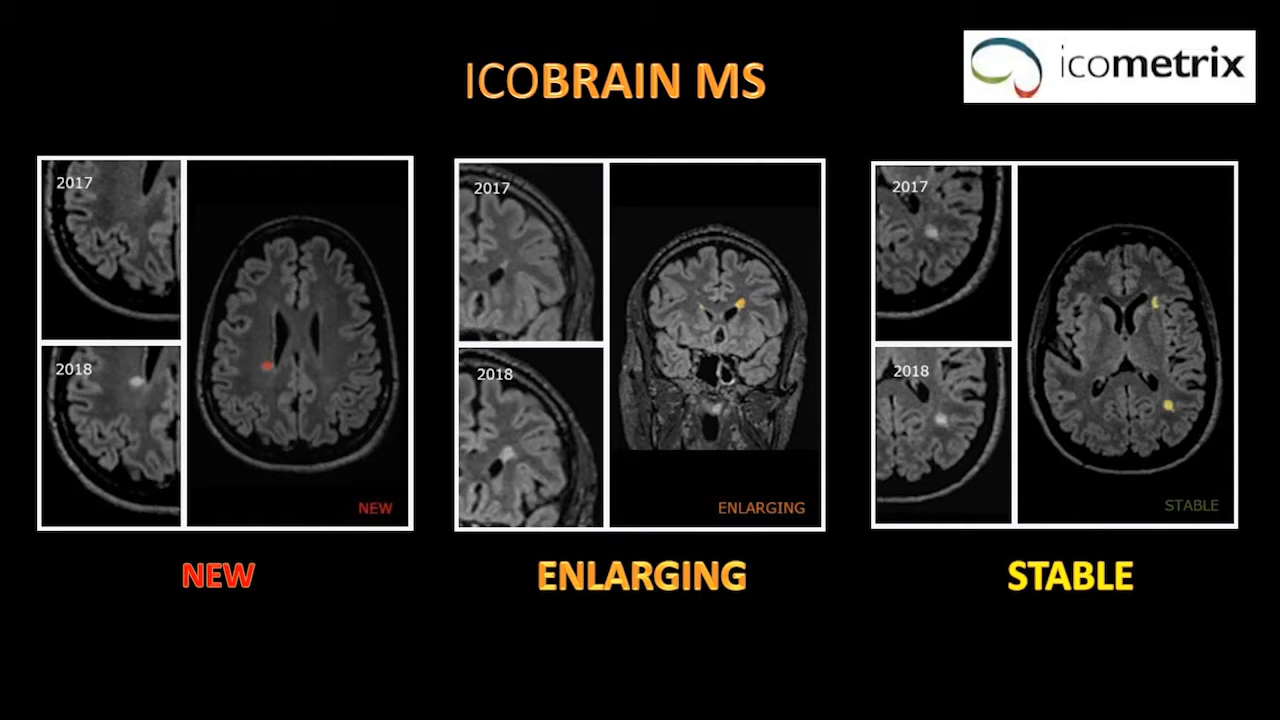 ICOBRAIN MS
icometrix
2017
2018
NEW
2017
2018
ENLARGING
2017
2018
STABLE
NEW
ENLARGING
STABLE